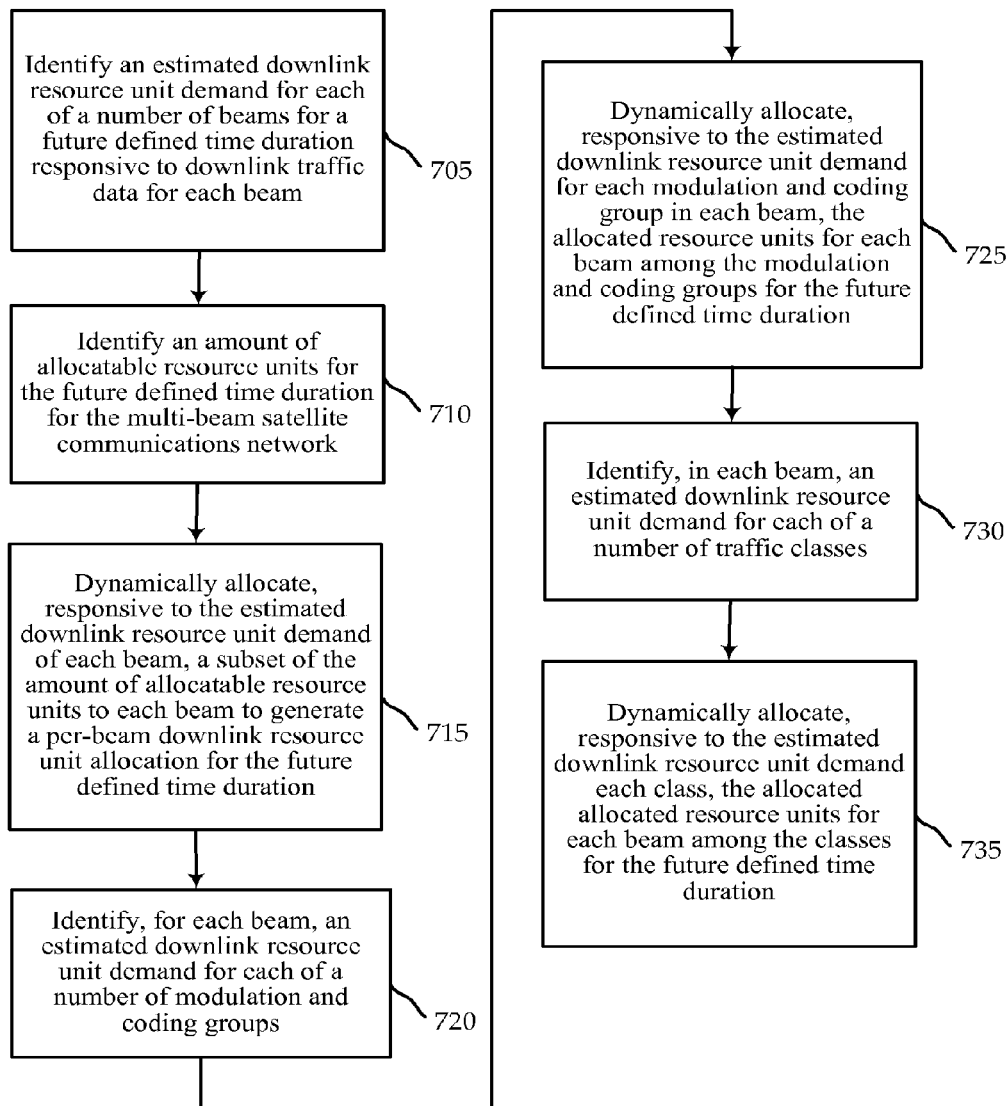 Identify an estimated downlink
resource unit demand for each
of a number of beams for a
future defined time duration
responsive to downlink traffic
data for each beam
705
Identify an amount of
allocatable resource units for
the future defined time duration
for the multi-beam satellite
communications network
710
Dynamically allocate,
responsive to the estimated
downlink resource unit demand
of each beam, a subset of the
amount of allocatable resource
units to each beam to generate
a per-beam downlink resource
unit allocation for the future
defined time duration
715
Identify, for each beam, an
estimated downlink resource
unit demand for each of a
number of modulation and
coding groups
720
Dynamically allocate,
responsive to the estimated
downlink resource unit demand
for each modulation and coding
group in each beam, the
allocated resource units for each
beam among the modulation
and coding groups for the future
defined time duration
725
Identify, in each beam, an
estimated downlink resource
unit demand for each of a
number of traffic classes
730
Dynamically allocate,
responsive to the estimated
downlink resource unit demand
each class, the allocated
allocated resource units for
each beam among the classes
for the future defined time
duration
735